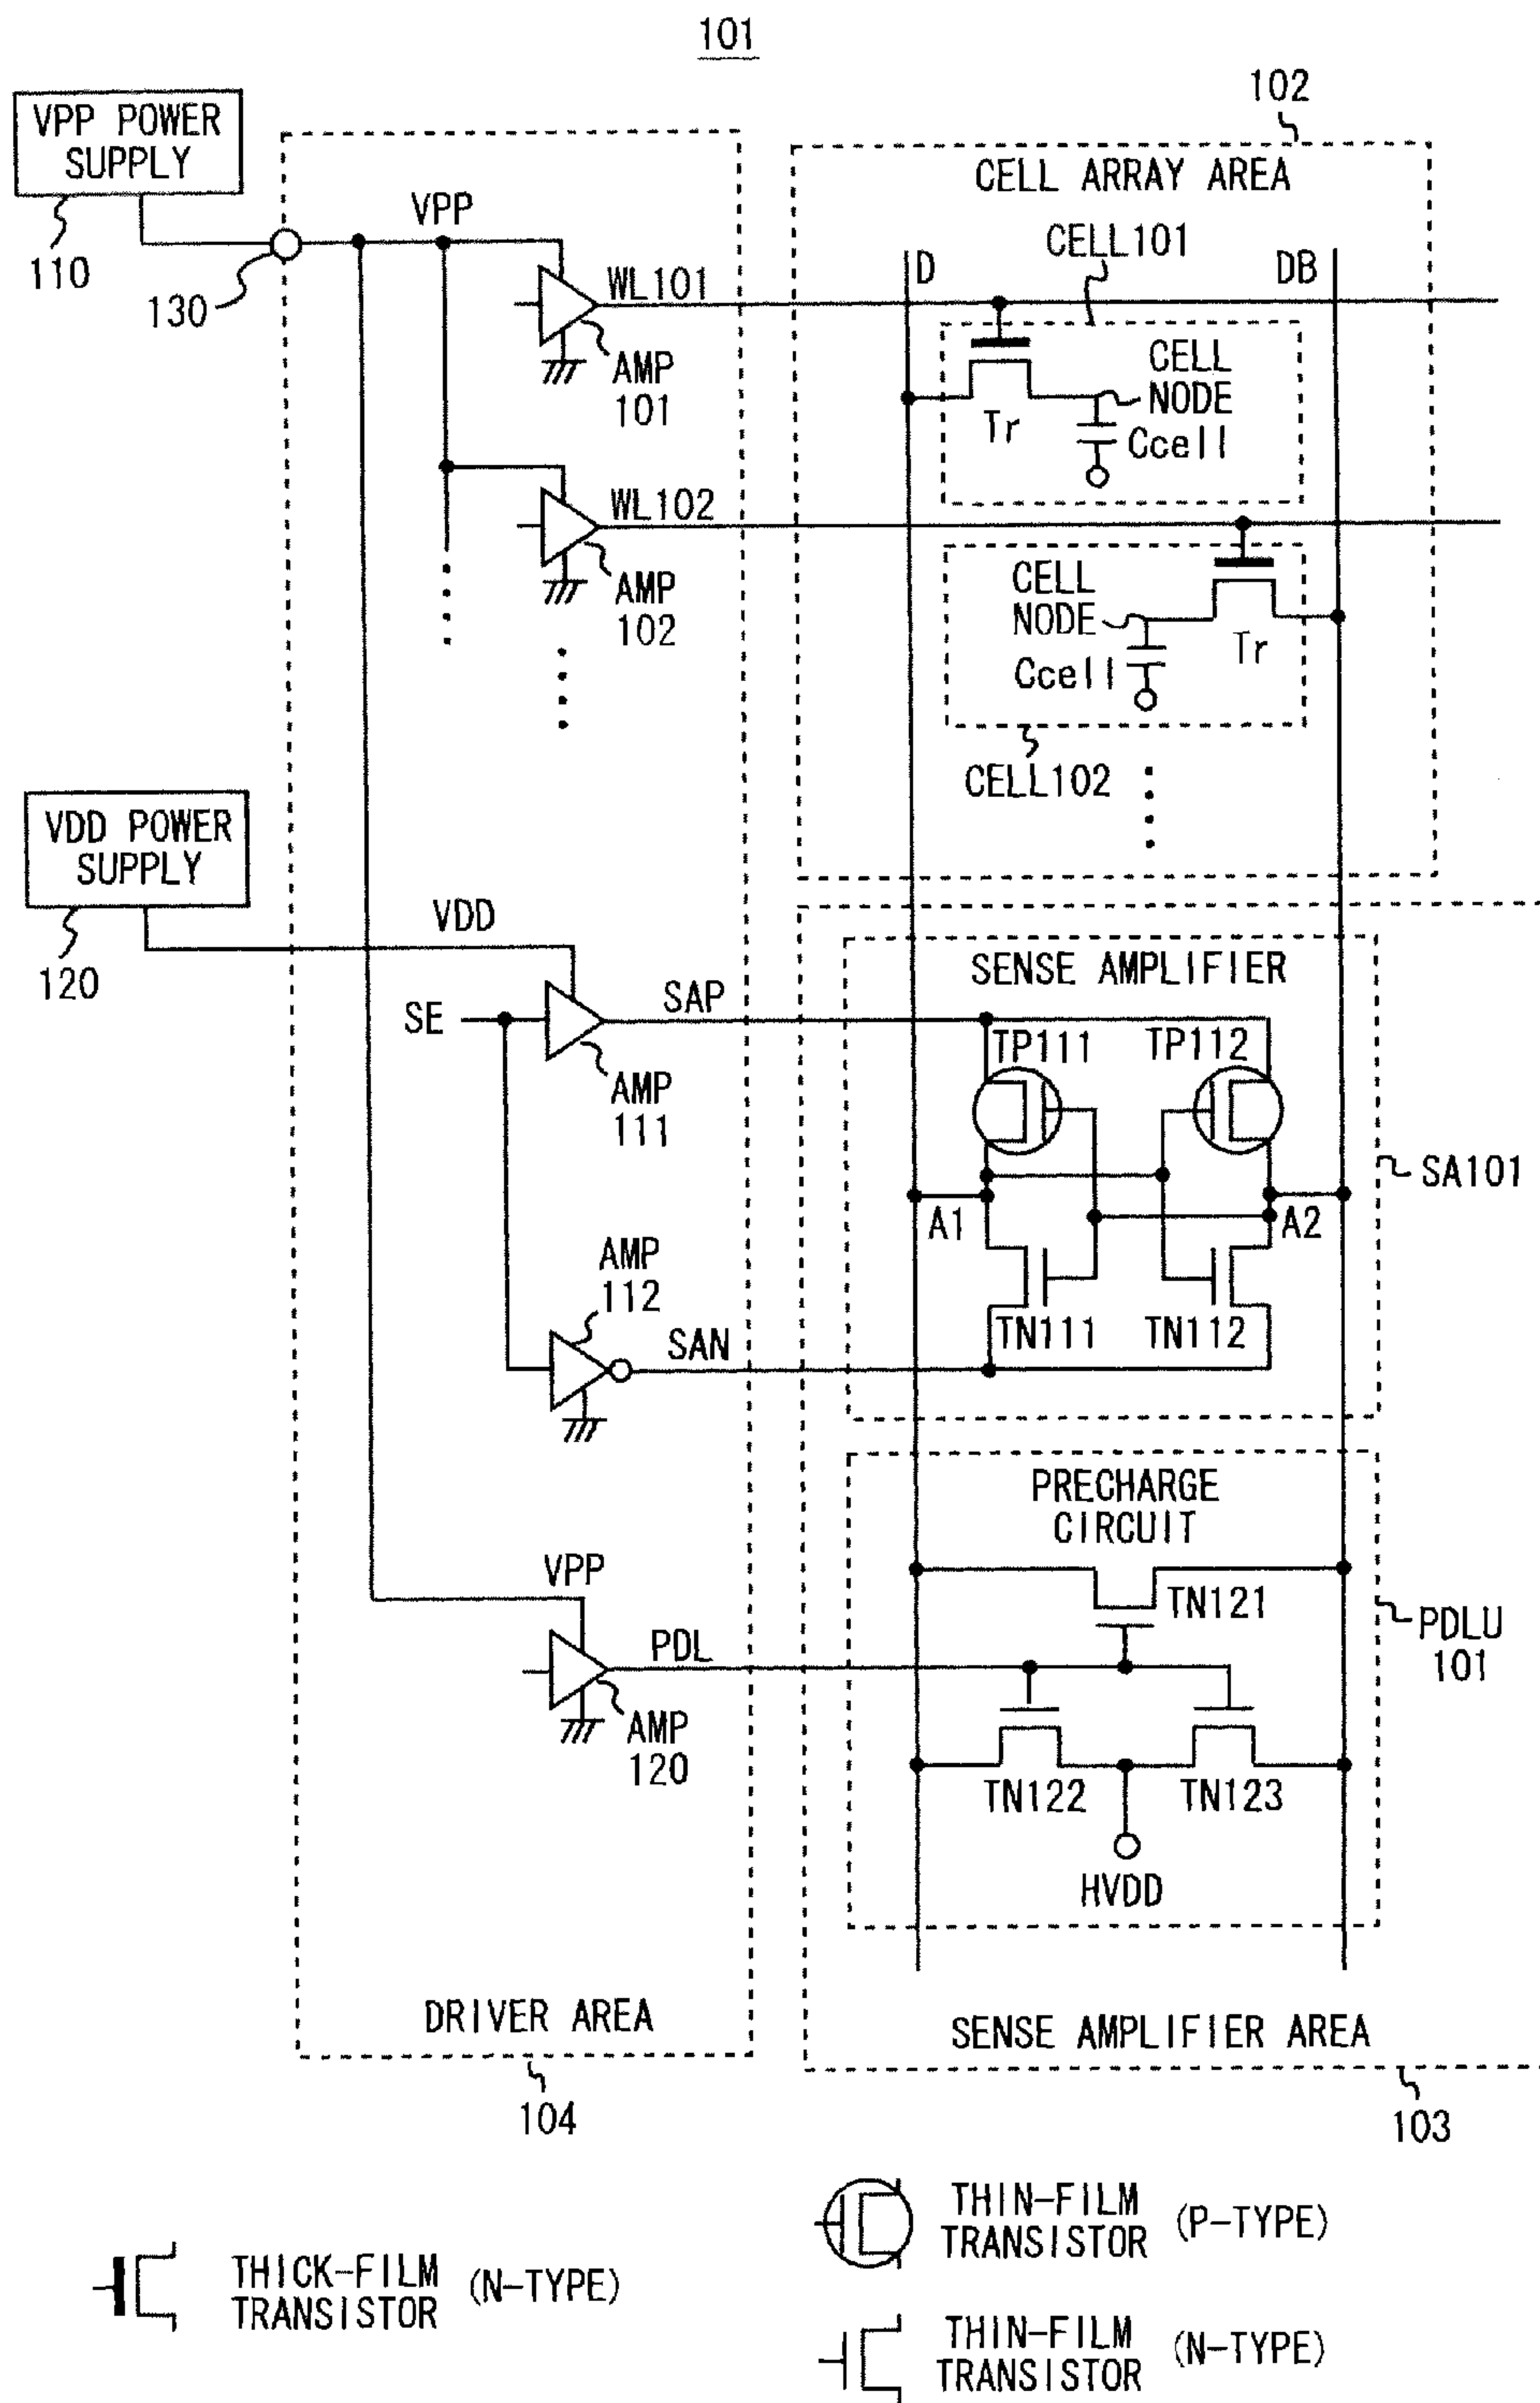 101
102
VPP POWER
SUPPLY
110
130
VPP
CELL ARRAY AREA
CELL101
D
DB
WL101
AMP
101
CELL
NODE
Tr
Ccell
WL102
AMP
102
CELL
NODE
Tr
Ccell
CELL102
VDD POWER
SUPPLY
120
VDD
SENSE AMPLIFIER
SE
SAP
AMP
111
TP111
TP112
SA101
A1
A2
AMP
112
TN111
TN112
SAN
PRECHARGE
CIRCUIT
VPP
TN121
PDLU
101
PDL
AMP
120
TN122
TN123
HVDD
DRIVER AREA
SENSE AMPLIFIER AREA
104
103
THICK-FILM
TRANSISTOR
(N-TYPE)
THIN-FILM
TRANSISTOR
(P-TYPE)
THIN-FILM
TRANSISTOR
(N-TYPE)